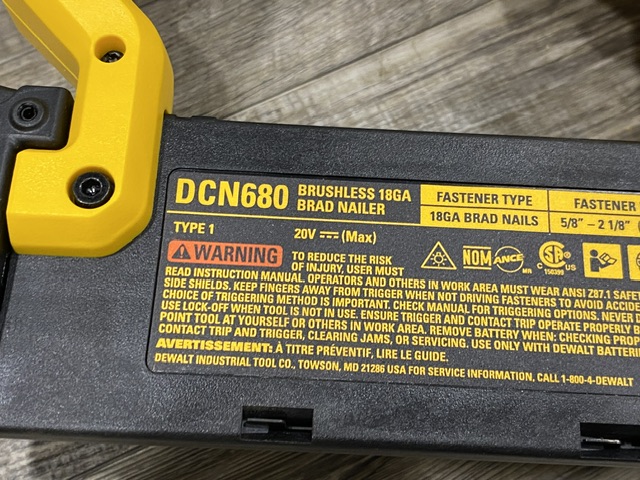 DCN680 BRUSHLESS 18GA
BRAD NAILER
FASTENER TYPE FASTENER
18GA BRAD NAILS 5/8" – 2 1/8" (
TYPE 1 20V (Max)
WARNING TO REDUCE THE RISK
OF INJURY, USER MUST
NOM ANCE CSA 150399
READ INSTRUCTION MANUAL. OPERATORS AND OTHERS IN WORK AREA MUST WEAR ANSI Z87.1 SAFE
SIDE SHIELDS. KEEP FINGERS AWAY FROM TRIGGER WHEN NOT DRIVING FASTENERS TO AVOID ACCIDE
CHOICE OF TRIGGERING METHOD IS IMPORTANT. CHECK MANUAL FOR TRIGGERING OPTIONS. NEVER D
USE LOCK-OFF WHEN TOOL IS NOT IN USE. ENSURE TRIGGER AND CONTACT TRIP OPERATE PROPERLY B
POINT TOOL AT YOURSELF OR OTHERS IN WORK AREA. REMOVE BATTERY WHEN: CHECKING PROP
CONTACT TRIP AND TRIGGER, CLEARING JAMS, OR SERVICING. USE ONLY WITH DEWALT BATTER
AVERTISSEMENT: À TITRE PRÉVENTIF, LIRE LE GUIDE.
DEWALT INDUSTRIAL TOOL CO., TOWSON, MD 21286 USA FOR SERVICE INFORMATION, CALL 1-800-4-DEWALT